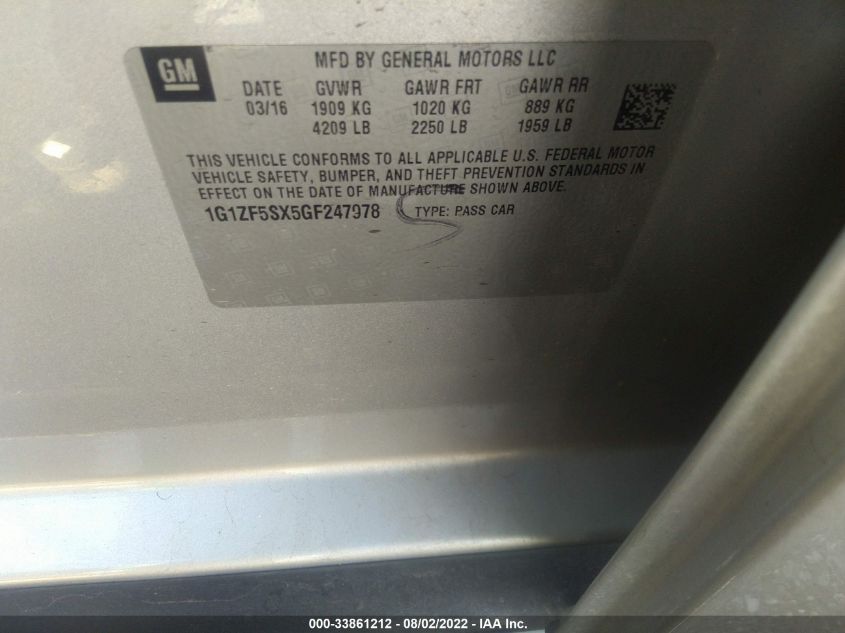 GM
MFD BY GENERAL MOTORS LLC
DATE GVWR GAWR FRT GAWR RR
03/16 1909 KG 1020 KG 889 KG
4209 LB 2250 LB 1959 LB
THIS VEHICLE CONFORMS TO ALL APPLICABLE U.S. FEDERAL MOTOR
VEHICLE SAFETY, BUMPER, AND THEFT PREVENTION STANDARDS IN
EFFECT ON THE DATE OF MANUFACTURE SHOWN ABOVE.
1G1ZF5SX5GF247978 TYPE: PASS CAR
000-33861212 - 08/02/2022 - IAA Inc.